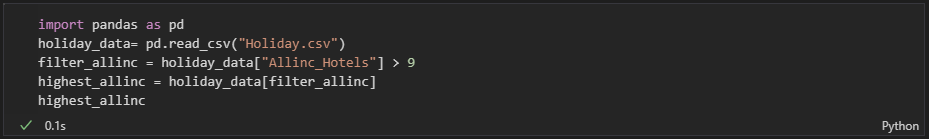 import pandas as pd
holiday_data= pd.read_csv("Holiday.csv")
filter_allinc = holiday_data["Allinc_Hotels"] > 9
highest_allinc = holiday_data[filter_allinc]
highest_allinc
0.1s Python